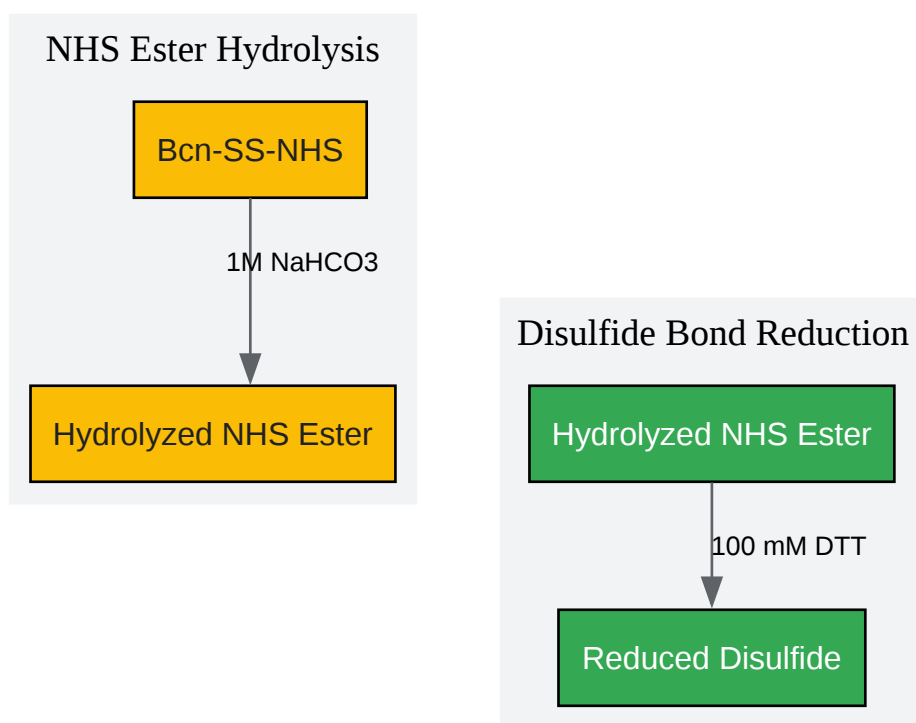 NHS Ester Hydrolysis
Bcn-SS-NHS
1M NaHCO3
Hydrolyzed NHS Ester
Disulfide Bond Reduction
Hydrolyzed NHS Ester
100 mM DTT
Reduced Disulfide